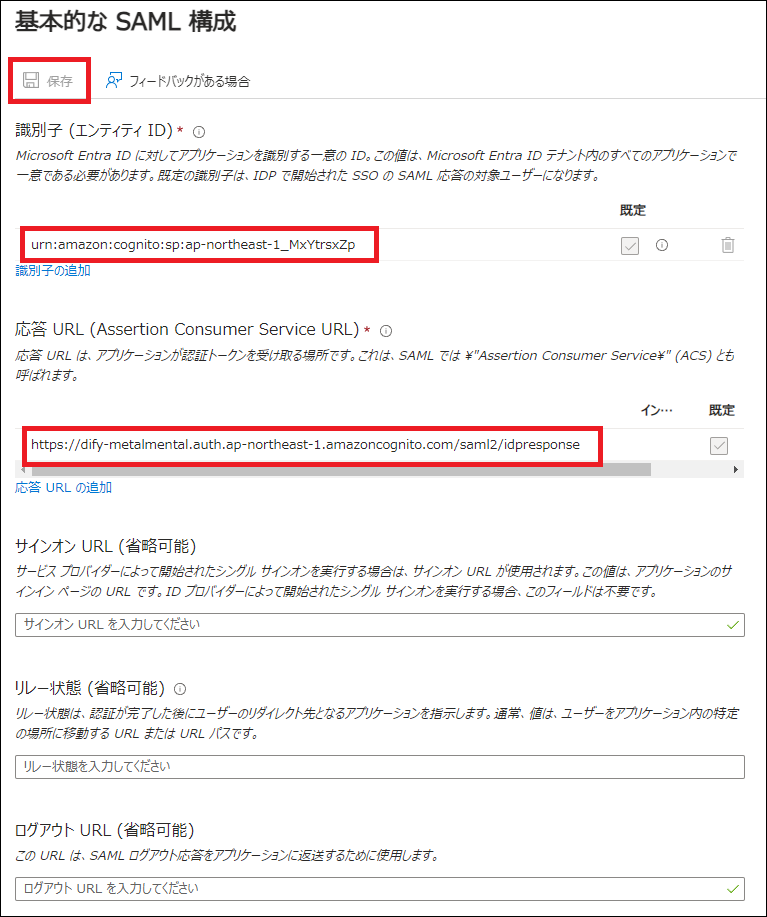 基本的な SAML 構成
保存
フィードバックがある場合
識別子 (エンティティ ID) *
Microsoft Entra ID に対してアプリケーションを識別する一意の ID。この値は、Microsoft Entra ID テナント内のすべてのアプリケーションで
一意である必要があります。既定の識別子は、IDP で開始された SSO の SAML 応答の対象ユーザーになります。
既定
urn:amazon:cognito:sp:ap-northeast-1_MxYtrsxZp
識別子の追加
応答 URL (Assertion Consumer Service URL) *
応答 URL は、アプリケーションが認証トークンを受け取る場所です。これは、SAML では ¥"Assertion Consumer Service¥" (ACS) とも
呼ばれます。
イン… 既定
https://dify-metalmental.auth.ap-northeast-1.amazoncognito.com/saml2/idpresponse
応答 URL の追加
サインオン URL (省略可能)
サービス プロバイダーによって開始されたシングル サインオンを実行する場合は、サインオン URL が使用されます。この値は、アプリケーションのサ
インイン ページの URL です。ID プロバイダーによって開始されたシングル サインオンを実行する場合、このフィールドは不要です。
サインオン URL を入力してください
リレー状態 (省略可能)
リレー状態は、認証が完了した後にユーザーのリダイレクト先となるアプリケーションを指示します。通常、値は、ユーザーをアプリケーション内の特定
の場所に移動する URL または URL パスです。
リレー状態を入力してください
ログアウト URL (省略可能)
この URL は、SAML ログアウト応答をアプリケーションに返送するために使用します。
ログアウト URL を入力してください